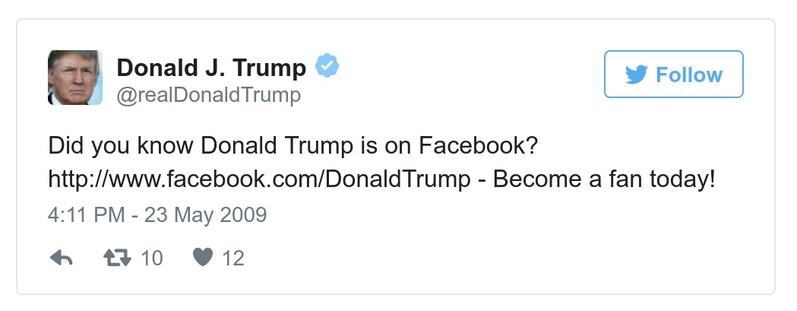 Donald J. Trump
@realDonaldTrump
Follow
Did you know Donald Trump is on Facebook?
http://www.facebook.com/DonaldTrump - Become a fan today!
4:11 PM - 23 May 2009
10 12